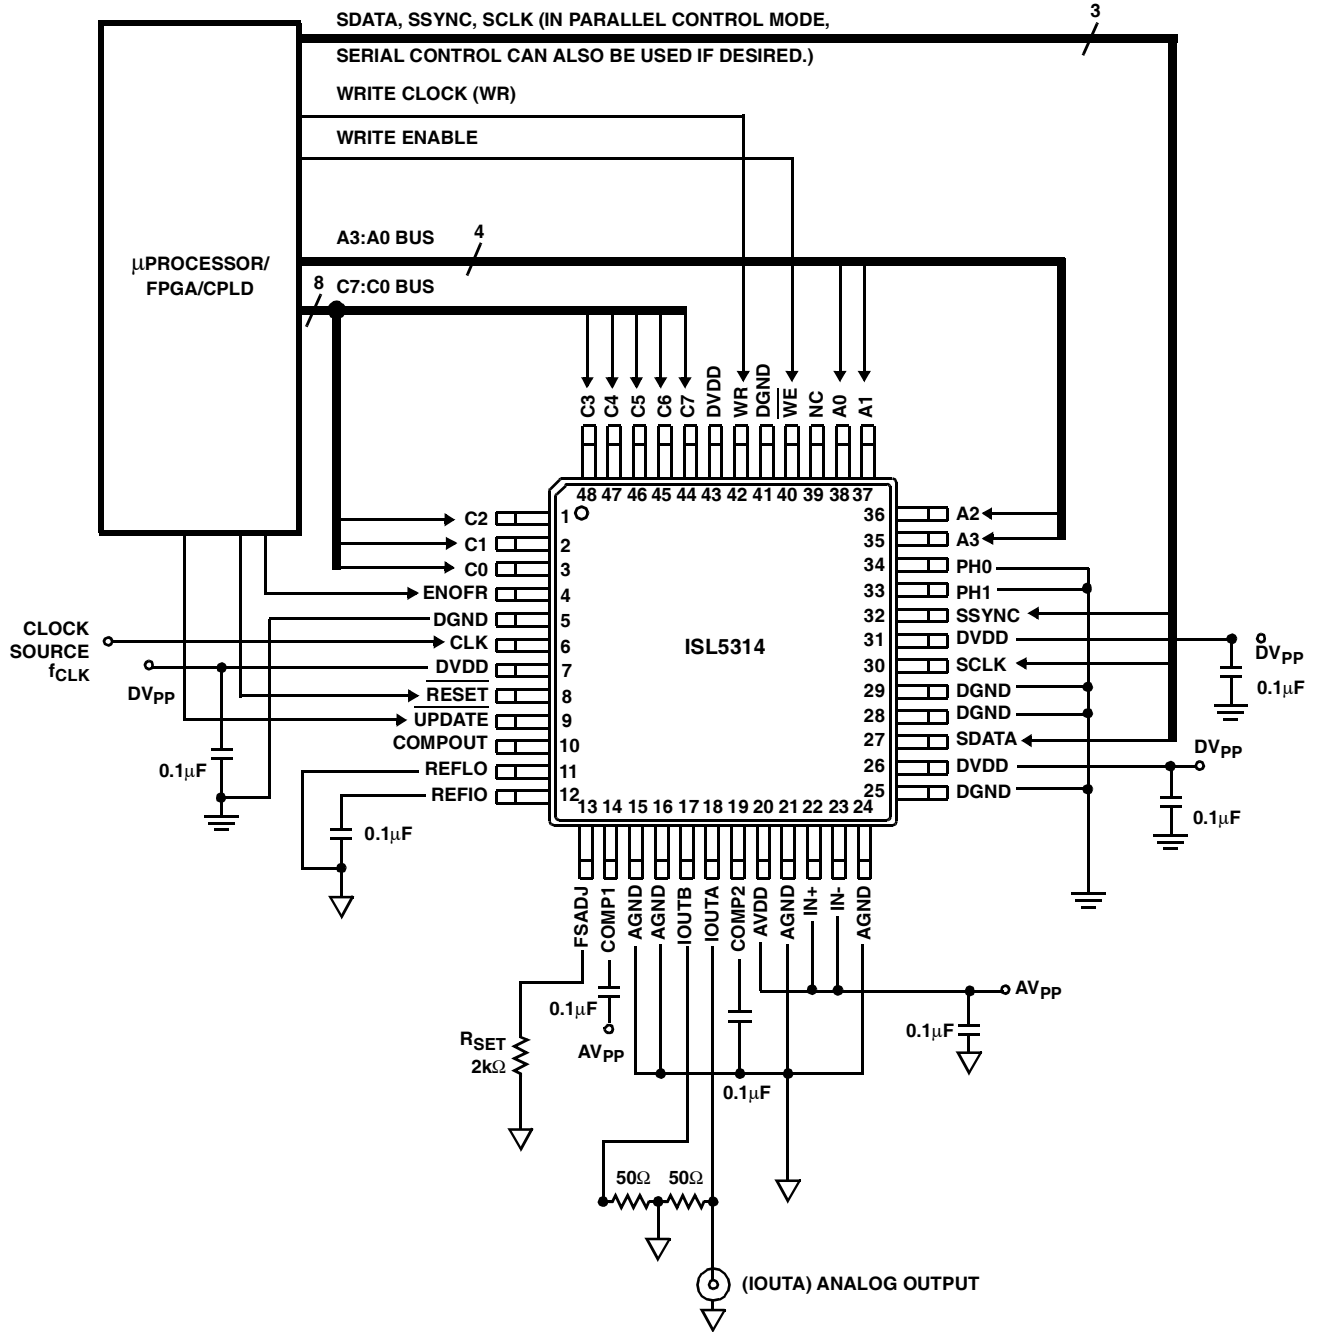 SDATA, SSYNC, SCLK (IN PARALLEL CONTROL MODE,
3
SERIAL CONTROL CAN ALSO BE USED IF DESIRED.)
WRITE CLOCK (WR)
WRITE ENABLE
A3:A0 BUS
4
µPROCESSOR/
FPGA/CPLD
8
C7:C0 BUS
C3
C4
C5
C6
C7
DVDD
WR
DGND
WE
NC
A0
A1
48 47 46 45 44 43 42 41 40 39 38 37
C2 1
C1 2
C0 3
ENOFR 4
DGND 5
CLK 6
DVDD 7
RESET 8
UPDATE 9
COMPOUT 10
REFLO 11
REFIO 12
CLOCK
SOURCE
fCLK
DVPP
0.1µF
0.1µF
ISL5314
36 A2
35 A3
34 PH0
33 PH1
32 SSYNC
31 DVDD
30 SCLK
29 DGND
28 DGND
27 SDATA
26 DVDD
25 DGND
DVPP
0.1µF
DVPP
0.1µF
13 14 15 16 17 18 19 20 21 22 23 24
FSADJ
COMP1
AGND
AGND
IOUTB
IOUTA
COMP2
AVDD
AGND
IN+
IN-
AGND
0.1µF
AVPP
RSET
2kΩ
AVPP
0.1µF
0.1µF
50Ω 50Ω
(IOUTA) ANALOG OUTPUT